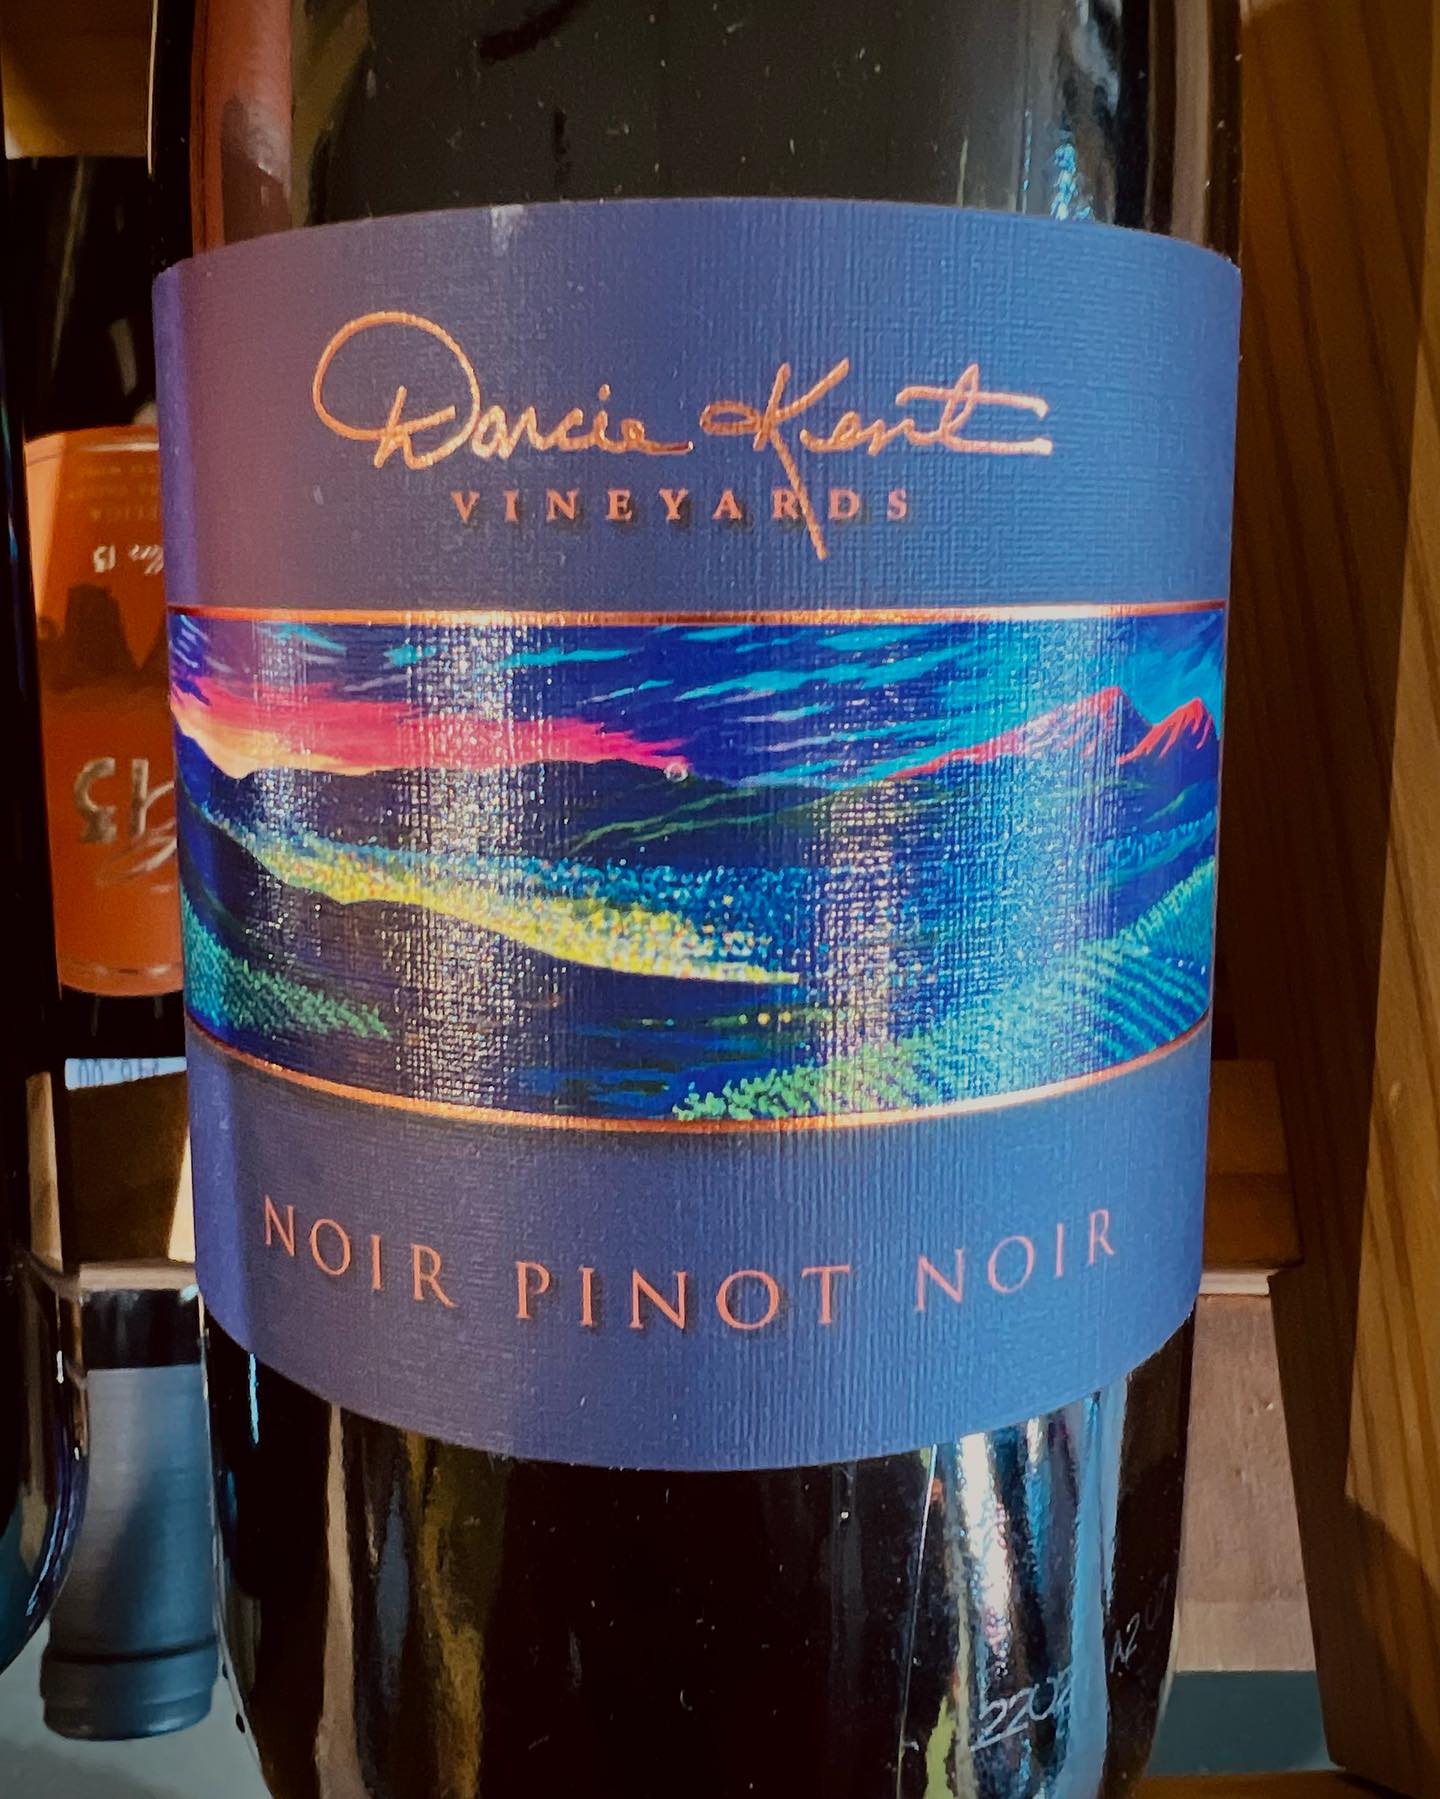 Darcie Kent
VINEYARDS
NOIR PINOT NOIR